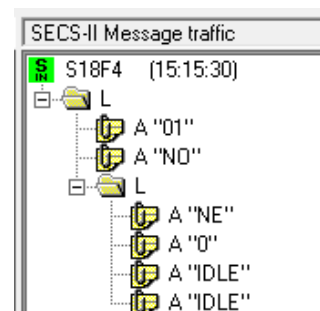 SECS-II Message traffic
S IN S18F4 (15:15:30)
L
A "01"
A "NO"
L
A "NE"
A "0"
A "IDLE"
A "IDLE"